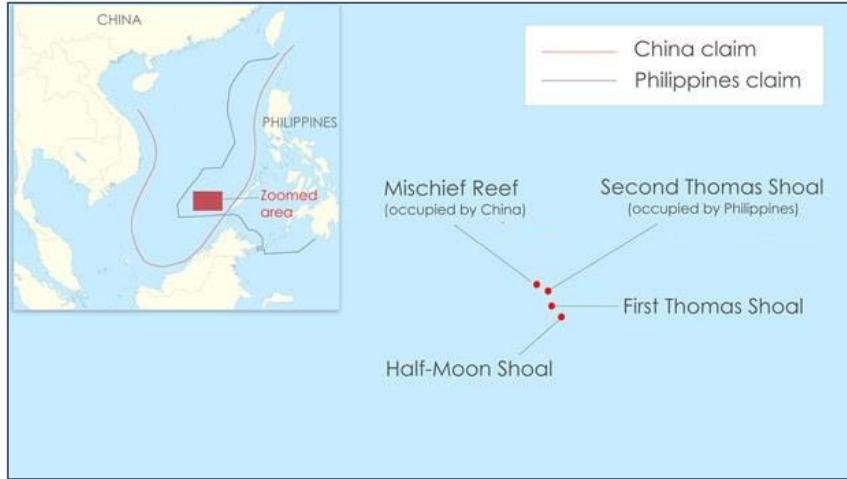 CHINA
PHILIPPINES
Zoomed
area
China claim
Philippines claim
Mischief Reef
(occupied by China)
Second Thomas Shoal
(occupied by Philippines)
First Thomas Shoal
Half-Moon Shoal